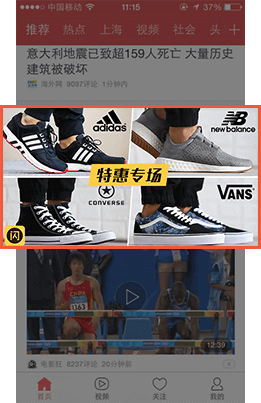 中国移动
11:15
推荐 热点 上海 视频 社会 头
意大利地震已致超159人死亡 大量历史
建筑被破坏
海外网 9097评论 1分钟内
adidas
new balance
特惠专场
CONVERSE
VANS
闪
12:39
电影狂 8237评论 20分钟前
首页 视频 关注 我的